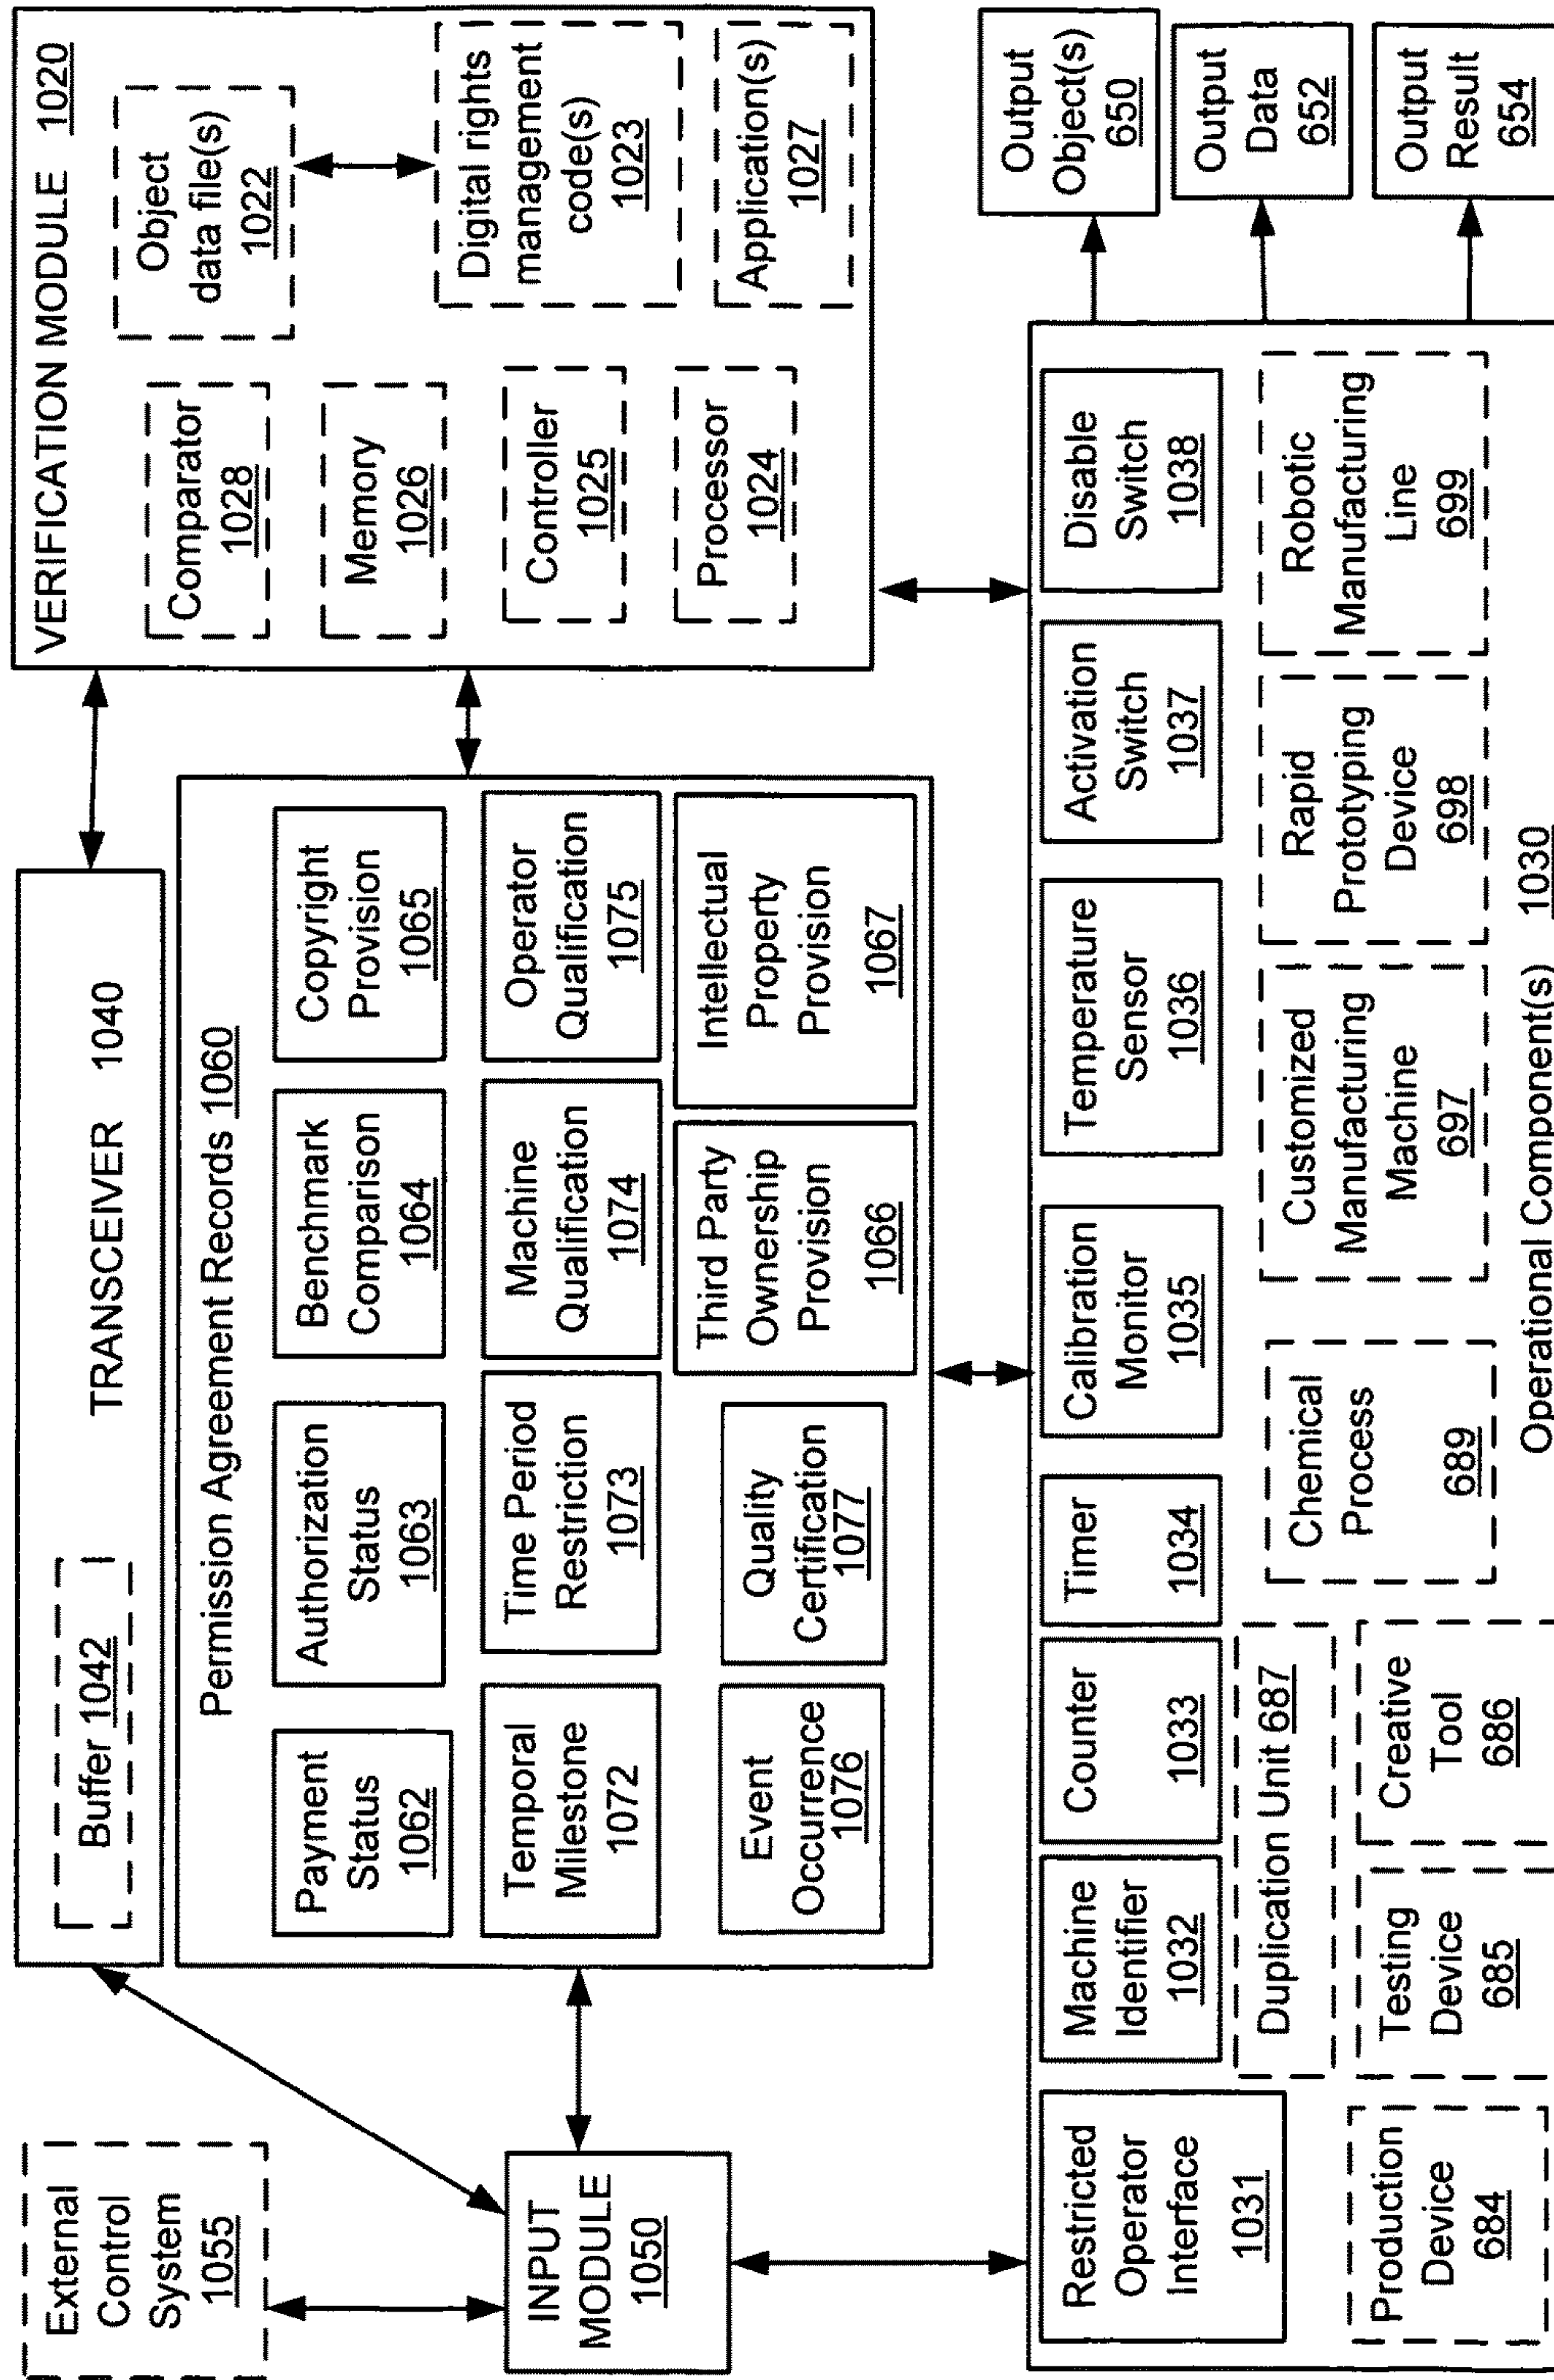 External
Control
System
1055
INPUT
MODULE
1050
Buffer 1042
TRANSCEIVER 1040
Permission Agreement Records 1060
Payment
Status
1062
Authorization
Status
1063
Benchmark
Comparison
1064
Copyright
Provision
1065
Temporal
Milestone
1072
Time Period
Restriction
1073
Machine
Qualification
1074
Operator
Qualification
1075
Event
Occurrence
1076
Quality
Certification
1077
Third Party
Ownership
Provision
1066
Intellectual
Property
Provision
1067
VERIFICATION MODULE 1020
Comparator
1028
Object
data file(s)
1022
Memory
1026
Controller
1025
Digital rights
management
code(s)
1023
Processor
1024
Application(s)
1027
Restricted
Operator
Interface
1031
Machine
Identifier
1032
Counter
1033
Timer
1034
Calibration
Monitor
1035
Temperature
Sensor
1036
Activation
Switch
1037
Disable
Switch
1038
Duplication Unit 687
Production
Device
684
Testing
Device
685
Creative
Tool
686
Chemical
Process
689
Customized
Manufacturing
Machine
697
Rapid
Prototyping
Device
698
Robotic
Manufacturing
Line
699
Operational Component(s) 1030
Output
Object(s)
650
Output
Data
652
Output
Result
654